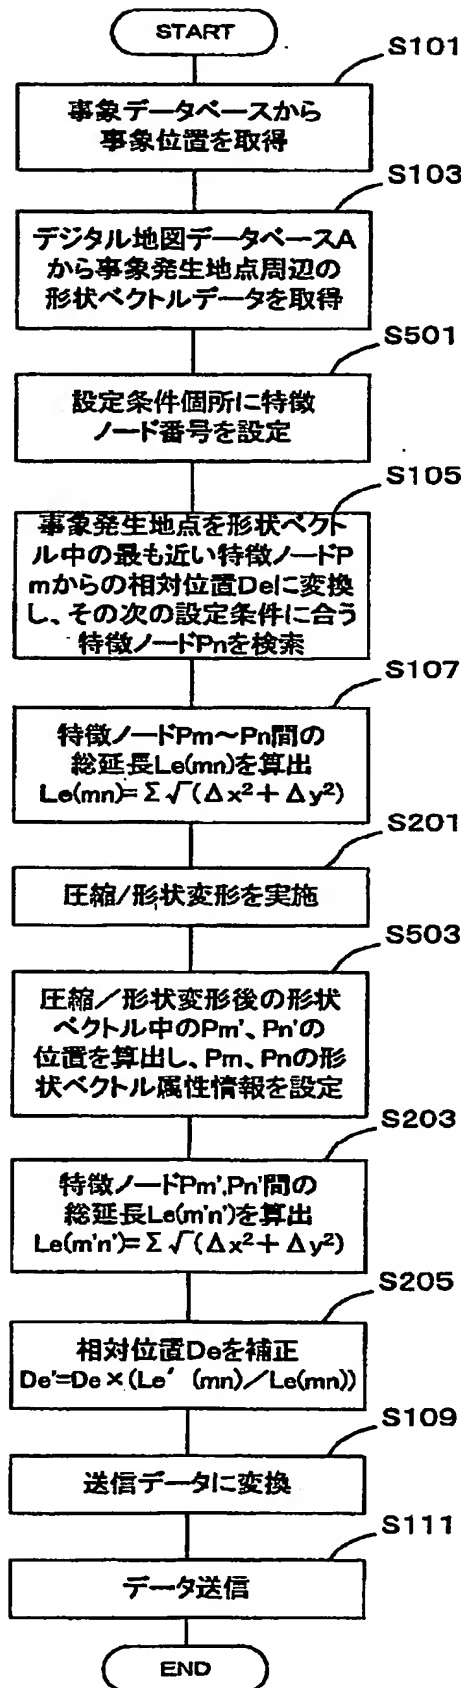 START
S101
事象データベースから
事象位置を取得
S103
デジタル地図データベースA
から事象発生地点周辺の
形状ベクトルデータを取得
S501
設定条件個所に特徴
ノード番号を設定
S105
事象発生地点を形状ベクト
ル中の最も近い特徴ノードP
mからの相対位置Deに変換
し、その次の設定条件に合う
特徴ノードPnを検索
S107
特徴ノードPm～Pn間の
総延長Le(mn)を算出
Le(mn)=Σ√(Δx²+Δy²)
S201
圧縮/形状変形を実施
S503
圧縮／形状変形後の形状
ベクトル中のPm'、Pn'の
位置を算出し、Pm、Pnの形
状ベクトル属性情報を設定
S203
特徴ノードPm',Pn'間の
総延長Le(m'n')を算出
Le(m'n')=Σ√(Δx²+Δy²)
S205
相対位置Deを補正
De'=De×(Le'(mn)/Le(mn))
S109
送信データに変換
S111
データ送信
END